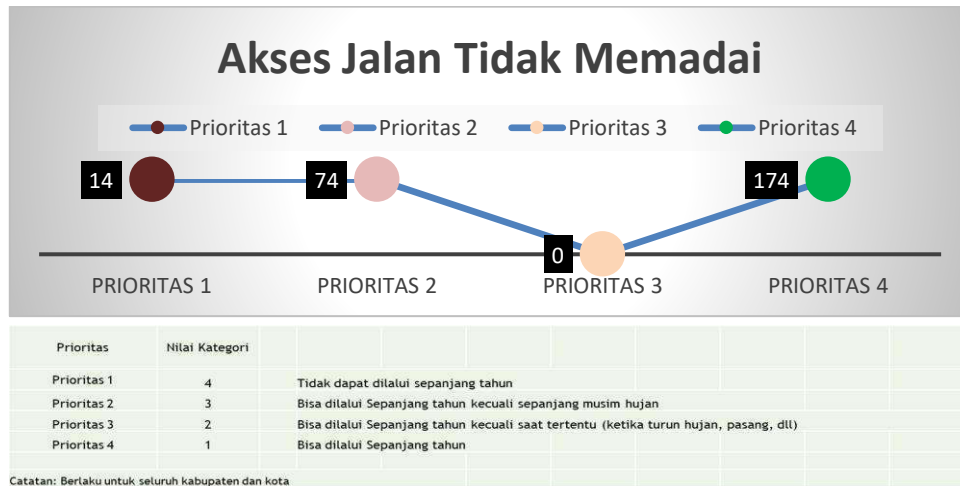 Akses Jalan Tidak Memadai
Prioritas 1 Prioritas 2 Prioritas 3 Prioritas 4
14 74 174
0
PRIORITAS 1 PRIORITAS 2 PRIORITAS 3 PRIORITAS 4
Prioritas Nilai Kategori
Prioritas 1 4 Tidak dapat dilalui sepanjang tahun
Prioritas 2 3 Bisa dilalui Sepanjang tahun kecuali sepanjang musim hujan
Prioritas 3 2 Bisa dilalui Sepanjang tahun kecuali saat tertentu (ketika turun hujan, pasang, dll)
Prioritas 4 1 Bisa dilalui Sepanjang tahun
Catatan: Berlaku untuk seluruh kabupaten dan kota